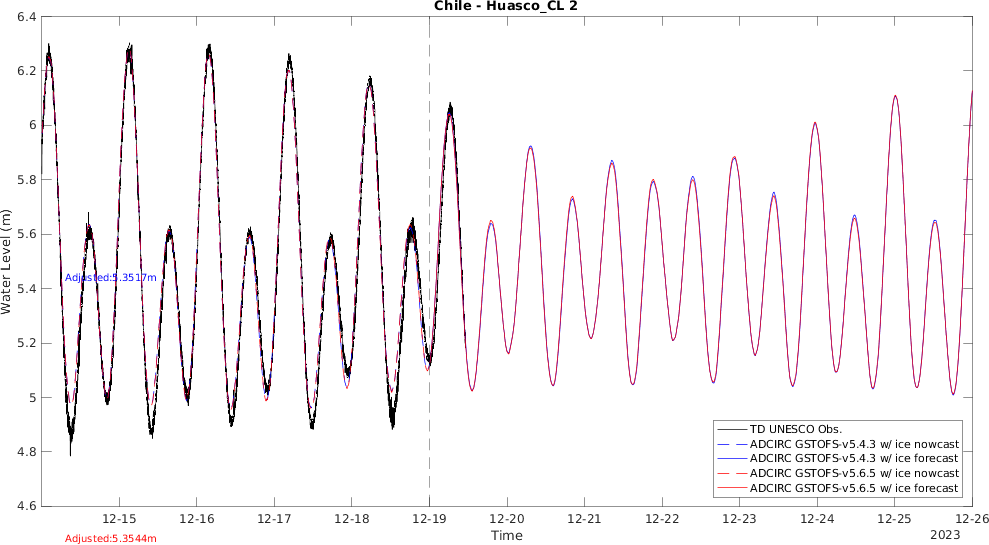 Chile - Huasco_CL 2
6.4
6.2
6
5.8
5.6
5.4
5.2
5
4.8
4.6
Water Level (m)
Adjusted:5.3517m
TD UNESCO Obs.
ADCIRC GSTOFS-v5.4.3 w/ ice nowcast
ADCIRC GSTOFS-v5.4.3 w/ ice forecast
ADCIRC GSTOFS-v5.6.5 w/ ice nowcast
ADCIRC GSTOFS-v5.6.5 w/ ice forecast
12-15 12-16 12-17 12-18 12-19 12-20 12-21 12-22 12-23 12-24 12-25 12-26
Time
2023
Adjusted:5.3544m